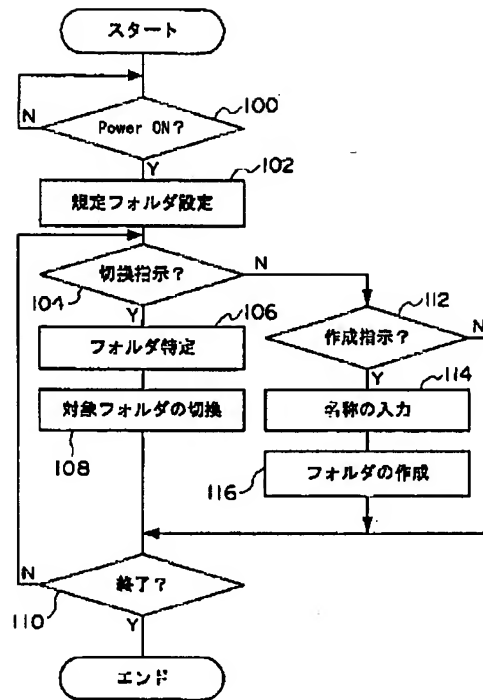 スタート
N
100
Power ON?
Y
102
規定フォルダ設定
切換指示?
N
104
Y
106
112
フォルダ特定
作成指示?
N
Y
114
対象フォルダの切換
名称の入力
108
フォルダの作成
116
終了?
N
110
Y
エンド